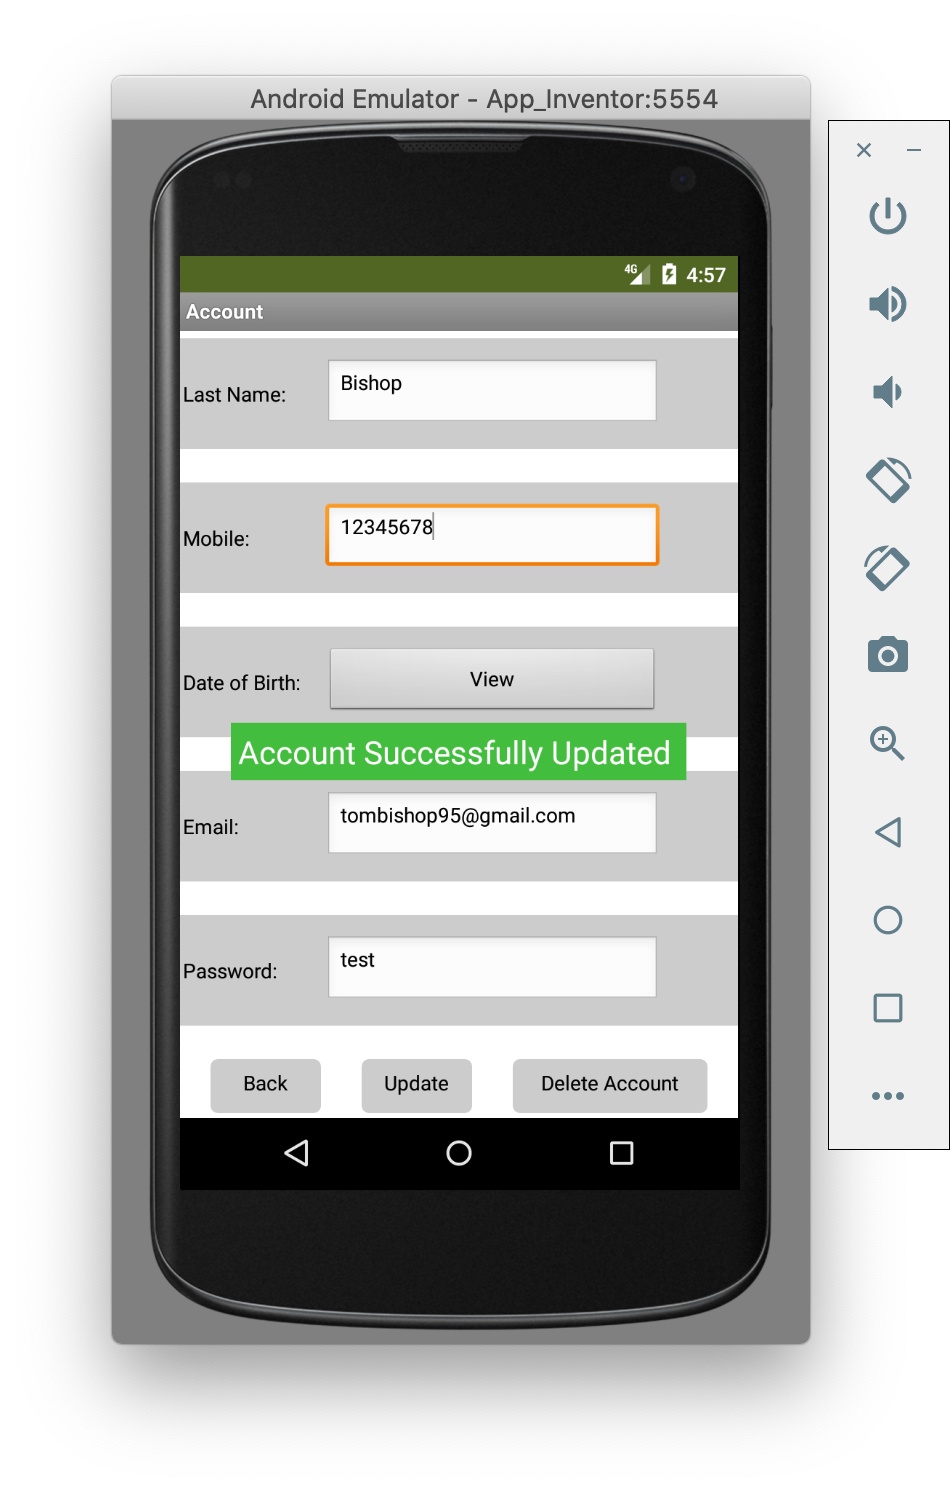 Android Emulator - App_Inventor:5554
4G 4:57
Account
Last Name: Bishop
Mobile: 12345678
Date of Birth: View
Account Successfully Updated
Email: tombishop95@gmail.com
Password: test
Back Update Delete Account